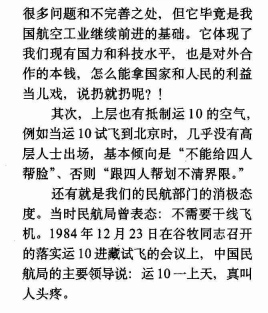 很多问题和不完善之处，但它毕竟是我
国航空工业继续前进的基础。它体现了
我们现有国力和科技水平，也是对外合
作的本钱，怎么能拿国家和人民的利益
当儿戏，说扔就扔呢？！
其次，上层也有抵制运10的空气，
例如当运10试飞到北京时，几乎没有高
层人士出场，基本倾向是“不能给四人
帮脸”、否则“跟四人帮划不清界限。”
还有就是我们的民航部门的消极态
度。当时民航局曾表态：不需要干线飞
机。1984年12月23日在谷牧同志召开
的落实运10进藏试飞的会议上，中国民
航局的主要领导说：运10一上天，真叫
人头疼。